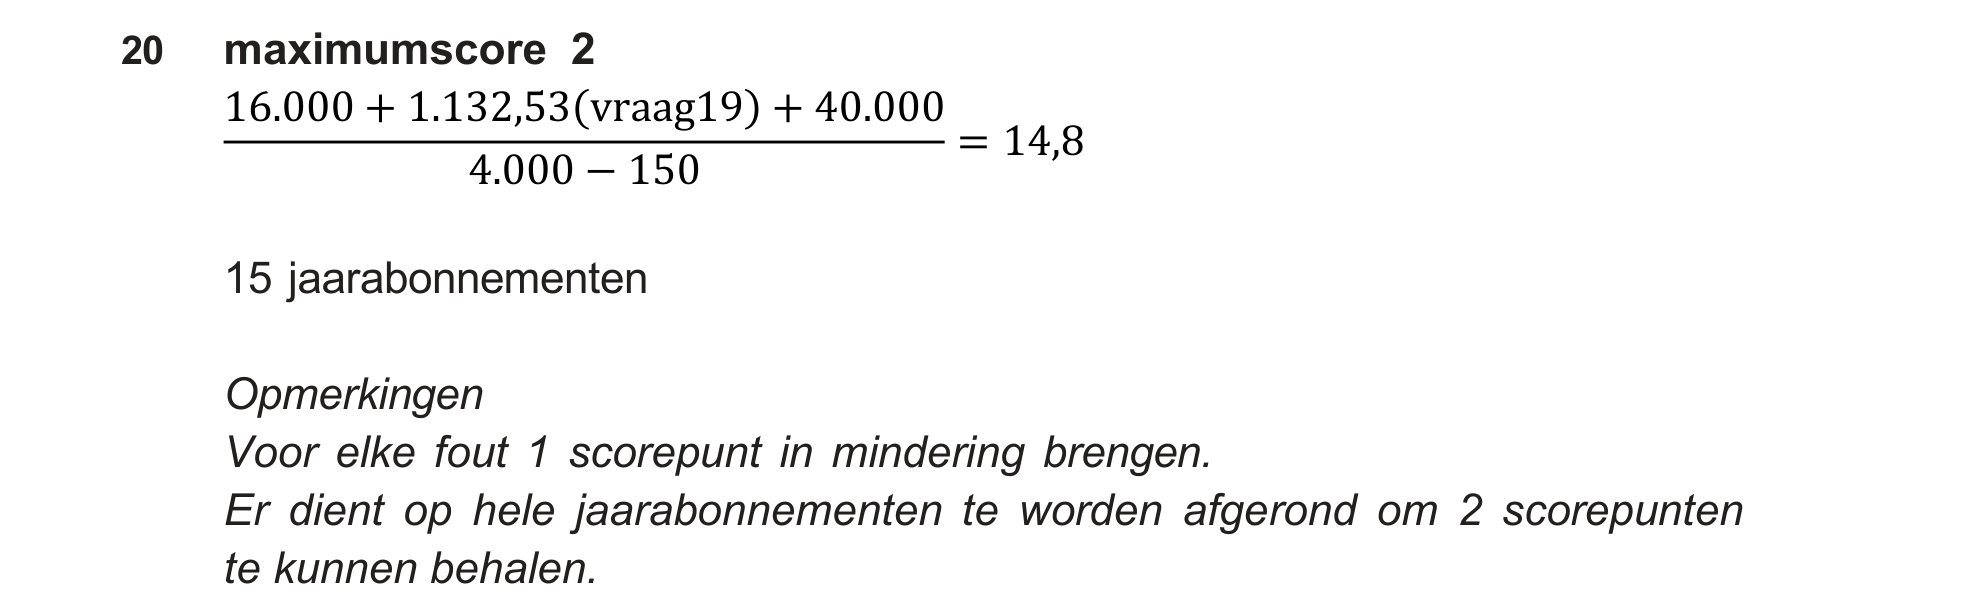 20 maximumscore 2
16.000 + 1.132,53(vraag19) + 40.000
4.000 − 150
= 14,8
15 jaarabonnementen
Opmerkingen
Voor elke fout 1 scorepunt in mindering brengen.
Er dient op hele jaarabonnementen te worden afgerond om 2 scorepunten
te kunnen behalen.